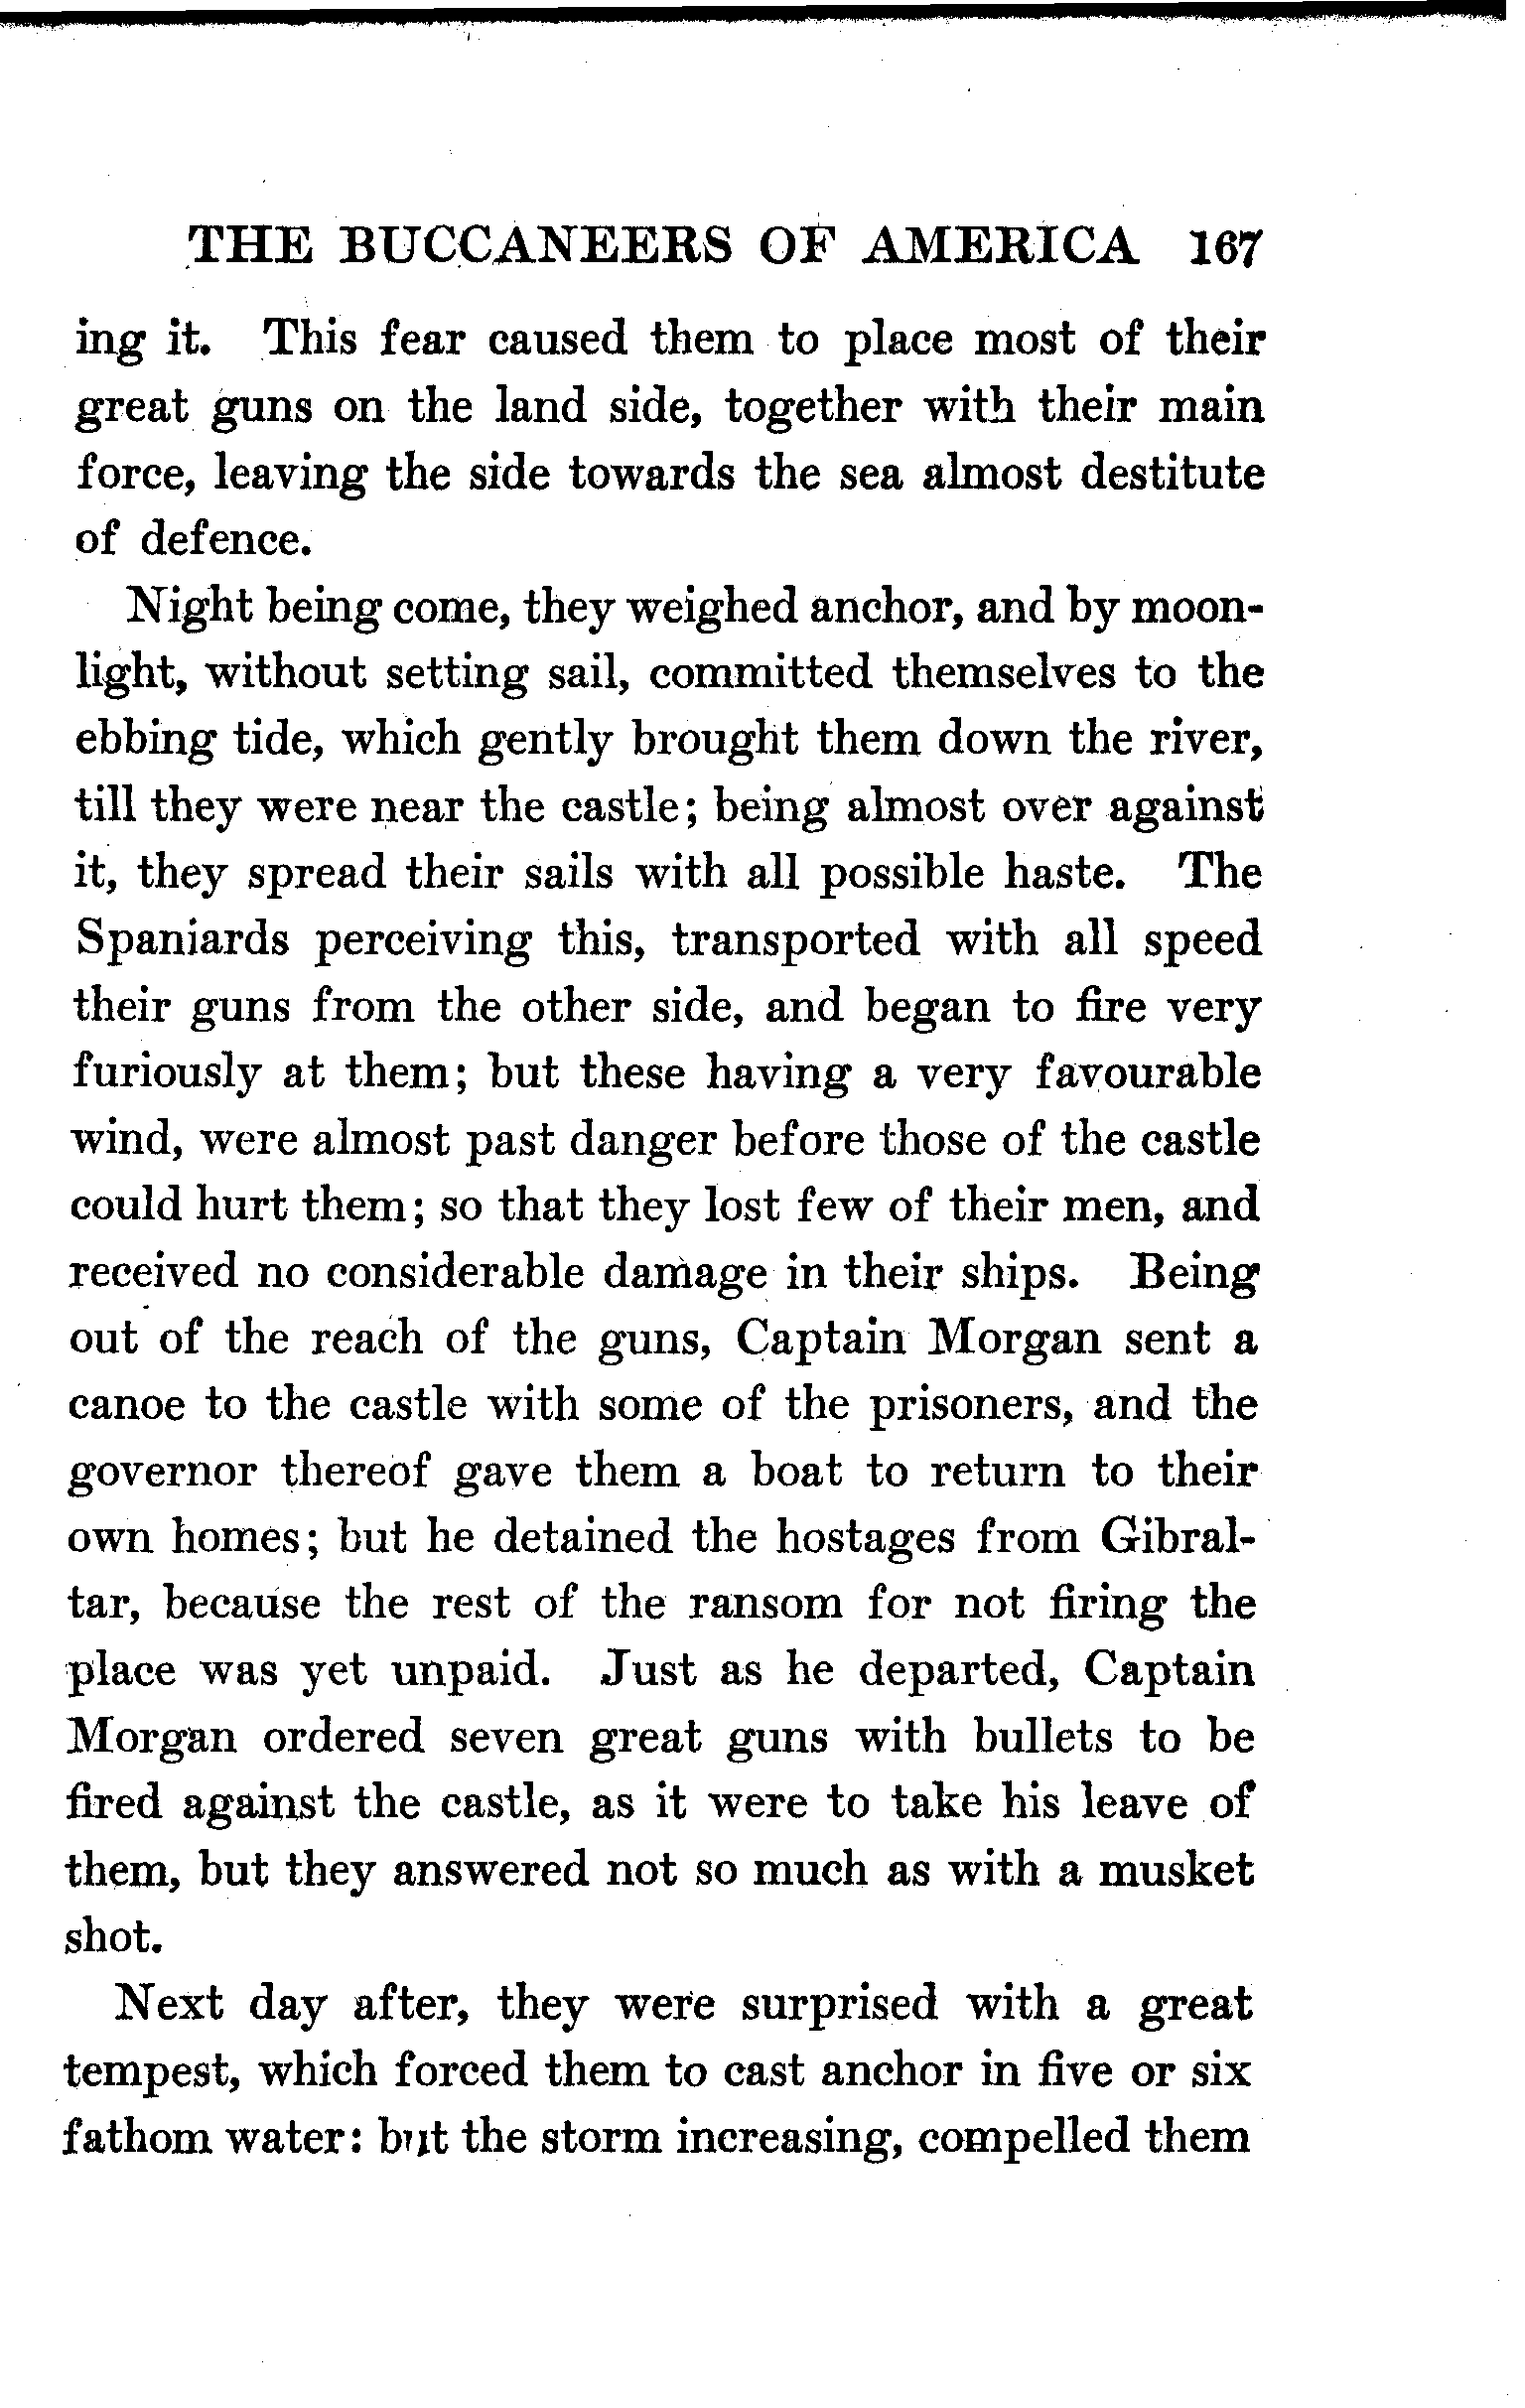 THE BUCCANEERS OF AMERICA 167
ing it. This fear caused them to place most of their
great guns on the land side, together with their main
force, leaving the side towards the sea almost destitute
of defence.
Night being come, they weighed anchor, and by moon-
light, without setting sail, committed themselves to the
ebbing tide, which gently brought them down the river,
till they were near the castle; being almost over against
it, they spread their sails with all possible haste. The
Spaniards perceiving this, transported with all speed
their guns from the other side, and began to fire very
furiously at them; but these having a very favourable
wind, were almost past danger before those of the castle
could hurt them; so that they lost few of their men, and
received no considerable damage in their ships. Being
out of the reach of the guns, Captain Morgan sent a
canoe to the castle with some of the prisoners, and the
governor thereof gave them a boat to return to their
own homes; but he detained the hostages from Gibral-
tar, because the rest of the ransom for not firing the
place was yet unpaid. Just as he departed, Captain
Morgan ordered seven great guns with bullets to be
fired against the castle, as it were to take his leave of
them, but they answered not so much as with a musket
shot.
Next day after, they were surprised with a great
tempest, which forced them to cast anchor in five or six
fathom water: but the storm increasing, compelled them